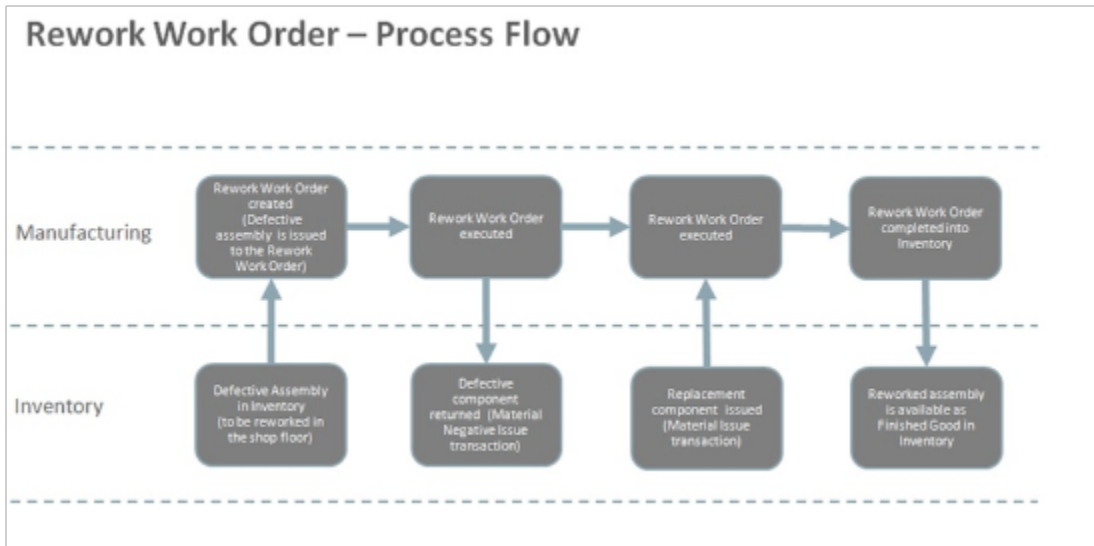 Rework Work Order – Process Flow
Manufacturing
Rework Work Order
created
(Defective
assembly is issued
to the Rework
Work Order)
Rework Work Order
executed
Rework Work Order
executed
Rework Work Order
completed into
Inventory
Inventory
Defective Assembly
in Inventory
(to be reworked in
the shop floor)
Defective
component
returned (Material
Negative Issue
transaction)
Replacement
component issued
(Material Issue
transaction)
Reworked assembly
is available as
Finished Good in
Inventory